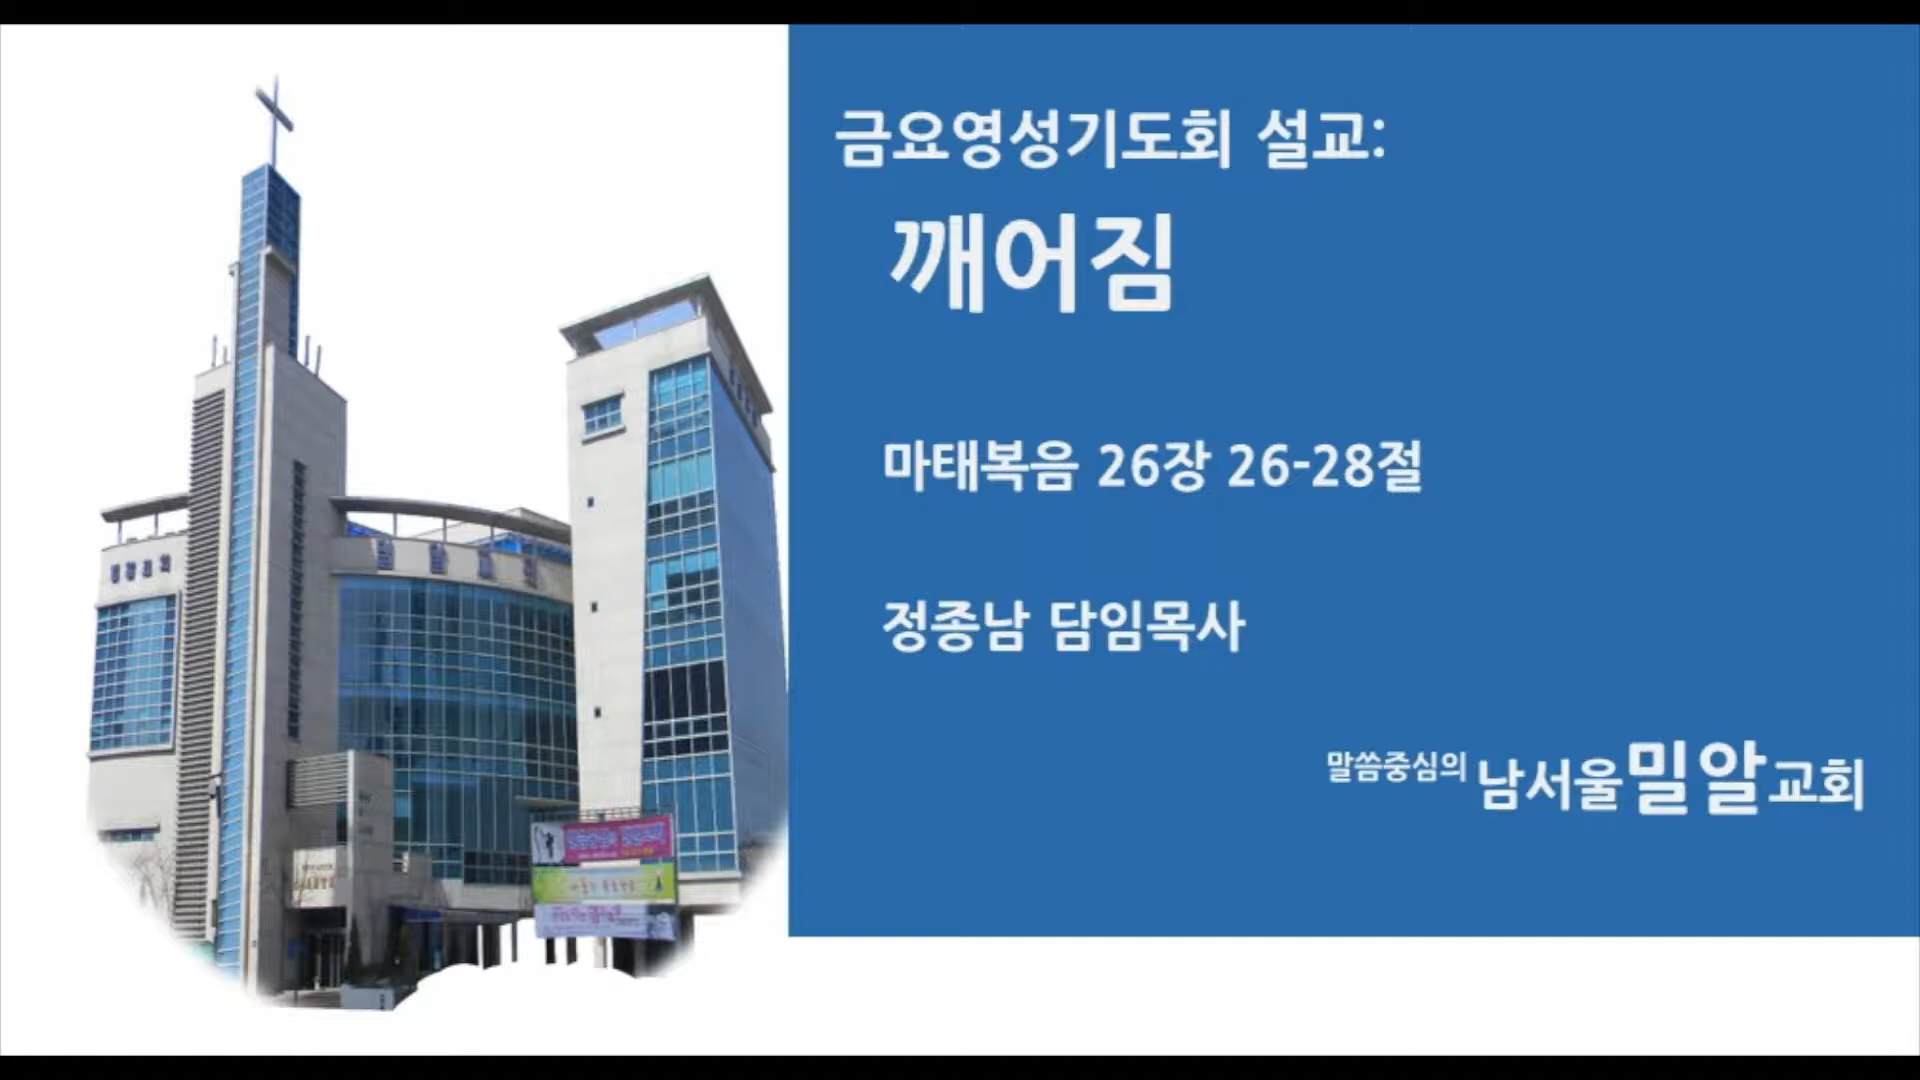 금요영성기도회 설교:
깨어짐
마태복음 26장 26-28절
정종남 담임목사
말씀중심의 남서울밀알교회